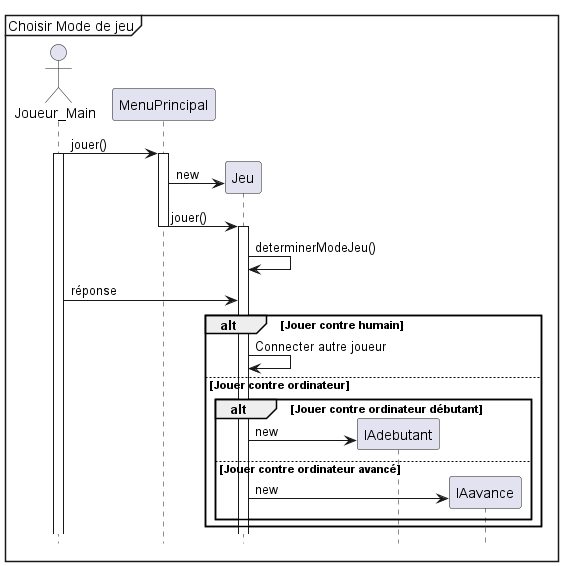 Choisir Mode de jeu
Joueur_Main
MenuPrincipal
jouer()
new
Jeu
jouer()
determinerModeJeu()
réponse
alt [Jouer contre humain]
Connecter autre joueur
[Jouer contre ordinateur]
alt [Jouer contre ordinateur débutant]
new
IAdebutant
[Jouer contre ordinateur avancé]
new
IAavance